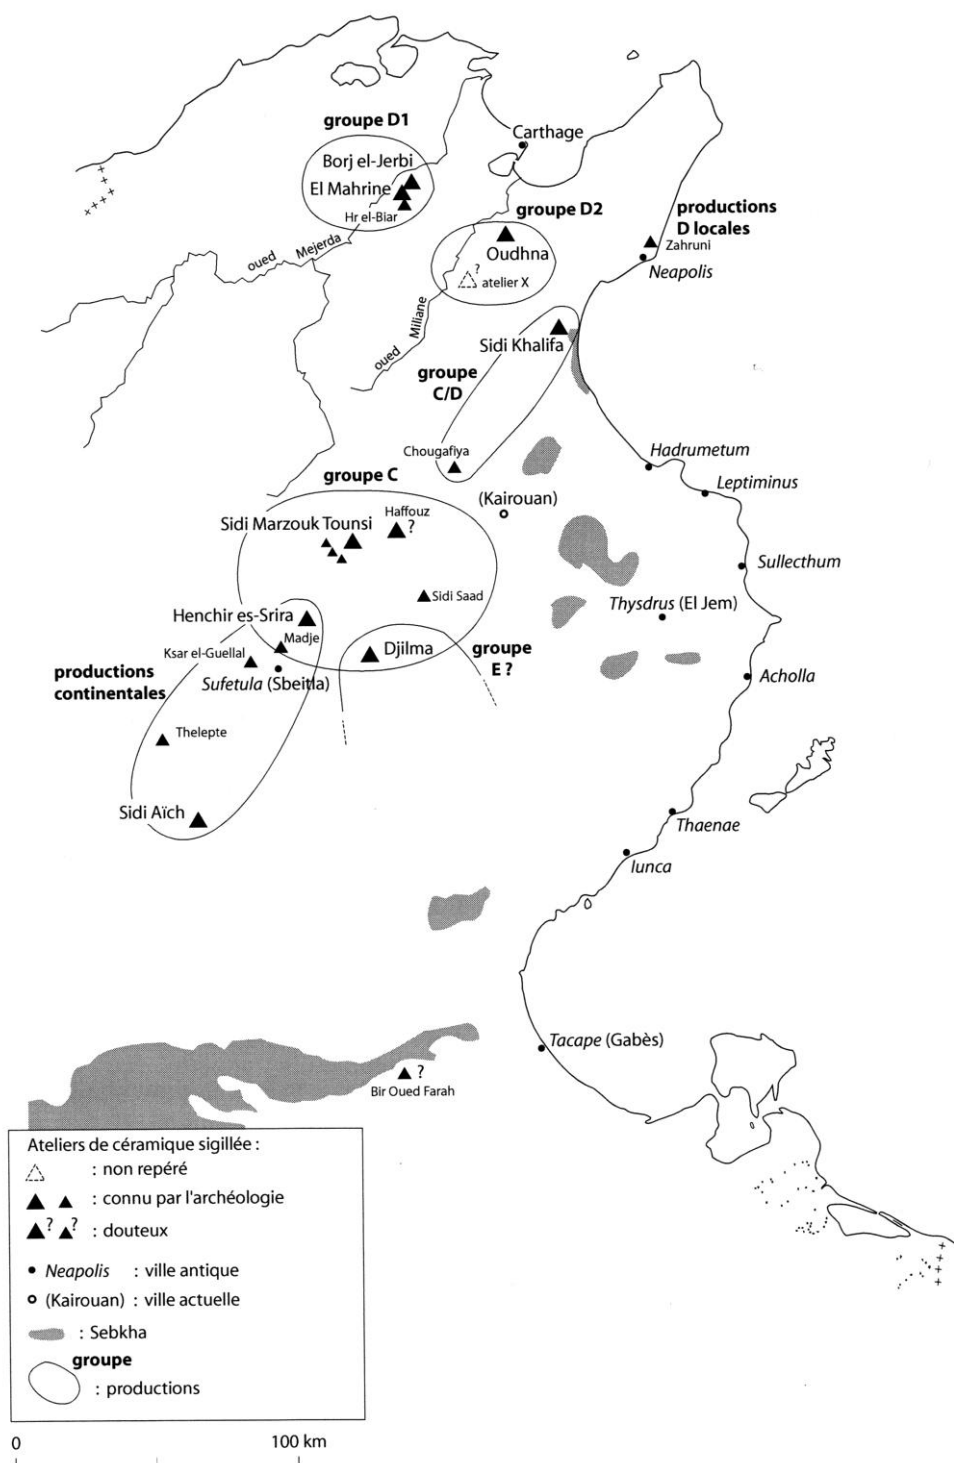 groupe D1
Carthage
Borj el-Jerbi
El Mahrine
Hr el-Biar
groupe D2
productions
D locales
Zahruni
oued Mejerda
Oudhna
Neapolis
?
atelier X
oued Miliane
Sidi Khalifa
groupe
C/D
Chougafiya
Hadrumetum
groupe C
Leptiminus
(Kairouan)
Haffouz
?
Sidi Marzouk Tounsi
Sullecthum
Sidi Saad
Thysdrus (El Jem)
Henchir es-Srira
Madje
Ksar el-Guellal
Djilma
groupe
E ?
productions
continentales
Sufetula (Sbeitla)
Acholla
Thelepte
Sidi Aïch
Thaenae
Iunca
Tacape (Gabès)
?
Bir Oued Farah
Ateliers de céramique sigillée :
: non repéré
: connu par l'archéologie
? ? : douteux
Neapolis : ville antique
(Kairouan) : ville actuelle
: Sebkha
groupe
: productions
0 100 km